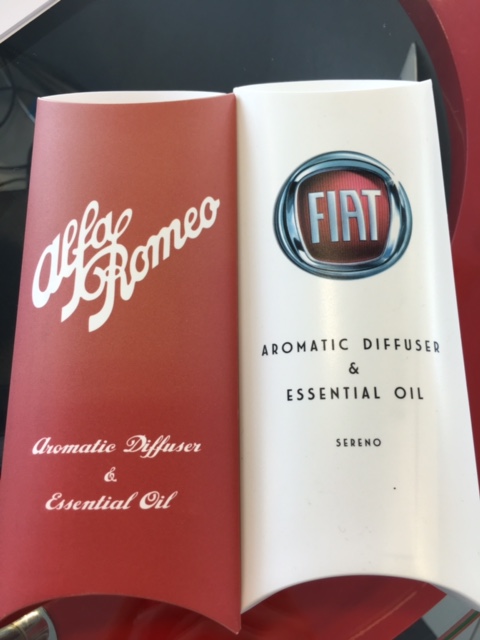 Alfa
Romeo
Aromatic Diffuser
&
Essential Oil
FIAT
AROMATIC DIFFUSER
&
ESSENTIAL OIL
SERENO